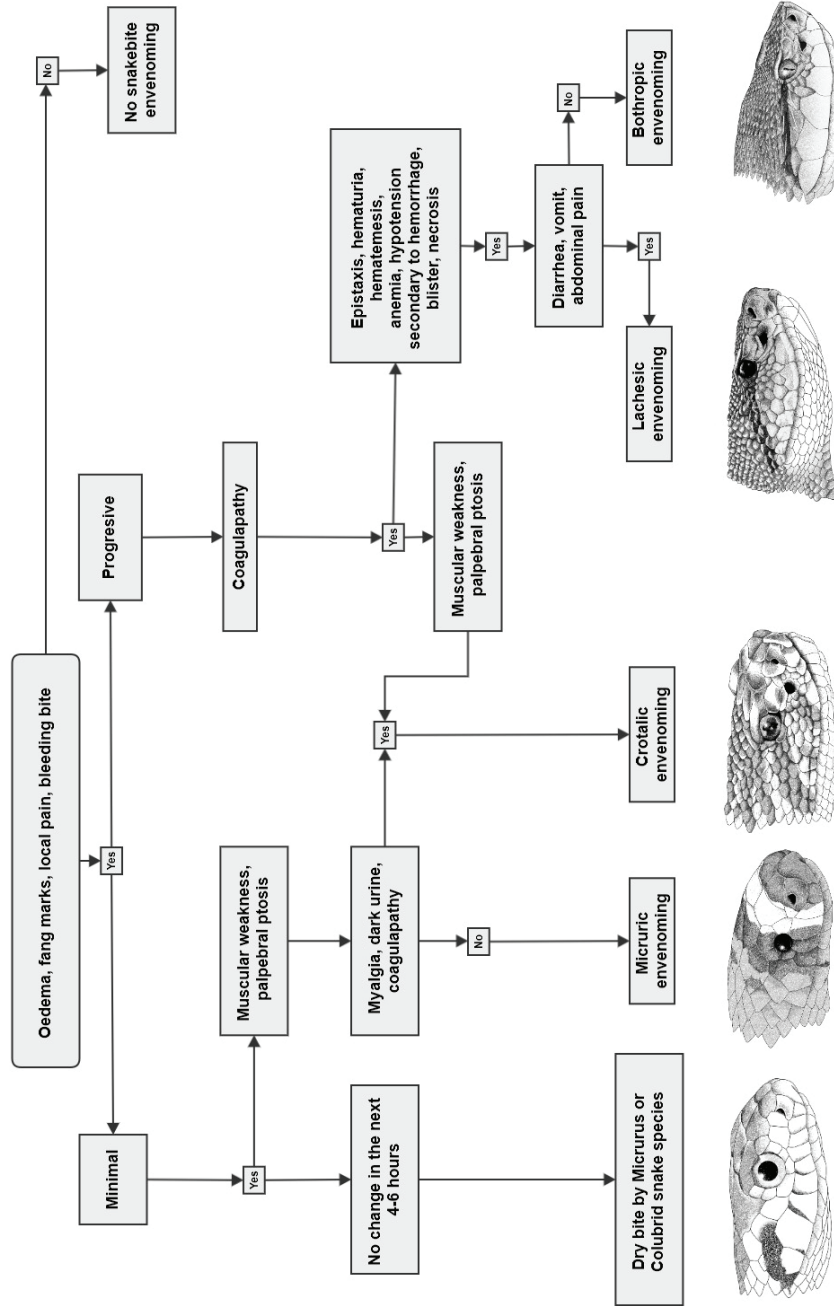 Oedema, fang marks, local pain, bleeding bite
No
No snakebite
envenoming
Yes
Minimal
Progresive
Yes
Muscular weakness,
palpebral ptosis
Coagulapathy
No change in the next
4-6 hours
Myalgia, dark urine,
coagulapathy
Yes
Yes
Epistaxis, hematuria,
hematemesis,
anemia, hypotension
secondary to hemorrhage,
blister, necrosis
Muscular weakness,
palpebral ptosis
No
Yes
Diarrhea, vomit,
abdominal pain
No
Yes
Dry bite by Micrurus or
Colubrid snake species
Micruric
envenoming
Crotalic
envenoming
Lachesic
envenoming
Bothropic
envenoming